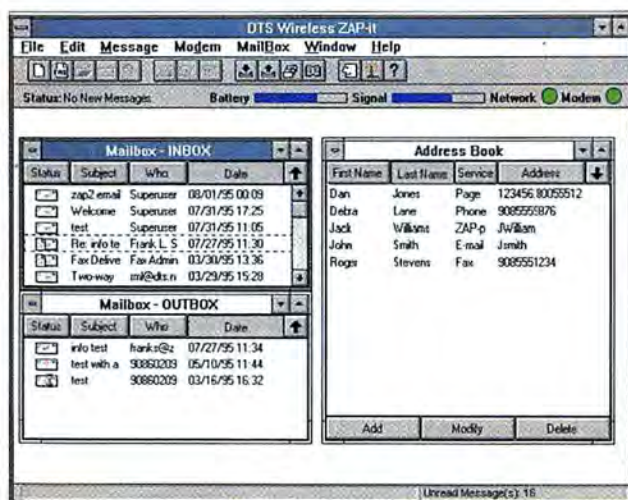 DTS Wireless ZAP-it
File Edit Message Modem MailBox Window Help
Status: No New Messages Battery Signal Network Modem
Mailbox - INBOX
Status Subject Who Date
zap2 email Superuser 08/01/95 00:09
Welcome Superuser 07/31/95 17:25
test Superuser 07/31/95 11:05
Re: info te Frank L. S 07/27/95 11:30
Fax Delive Fax Admin 03/30/95 13:36
Two-way 03/29/95 15:28
Mailbox - OUTBOX
Status Subject Who Date
info test franks@z 07/27/95 11:34
test with a 90860209 05/10/95 11:44
test 90860209 03/16/95 16:32
Address Book
First Name Last Name Service Address
Dan Jones Page 123456.80055512
Debra Lane Phone 9085559876
Jack Williams ZAP-p JWilliam
John Smith E-mail Jsmith
Roger Stevens Fax 9085551234
Add Modify Delete
Unread Message(s): 16